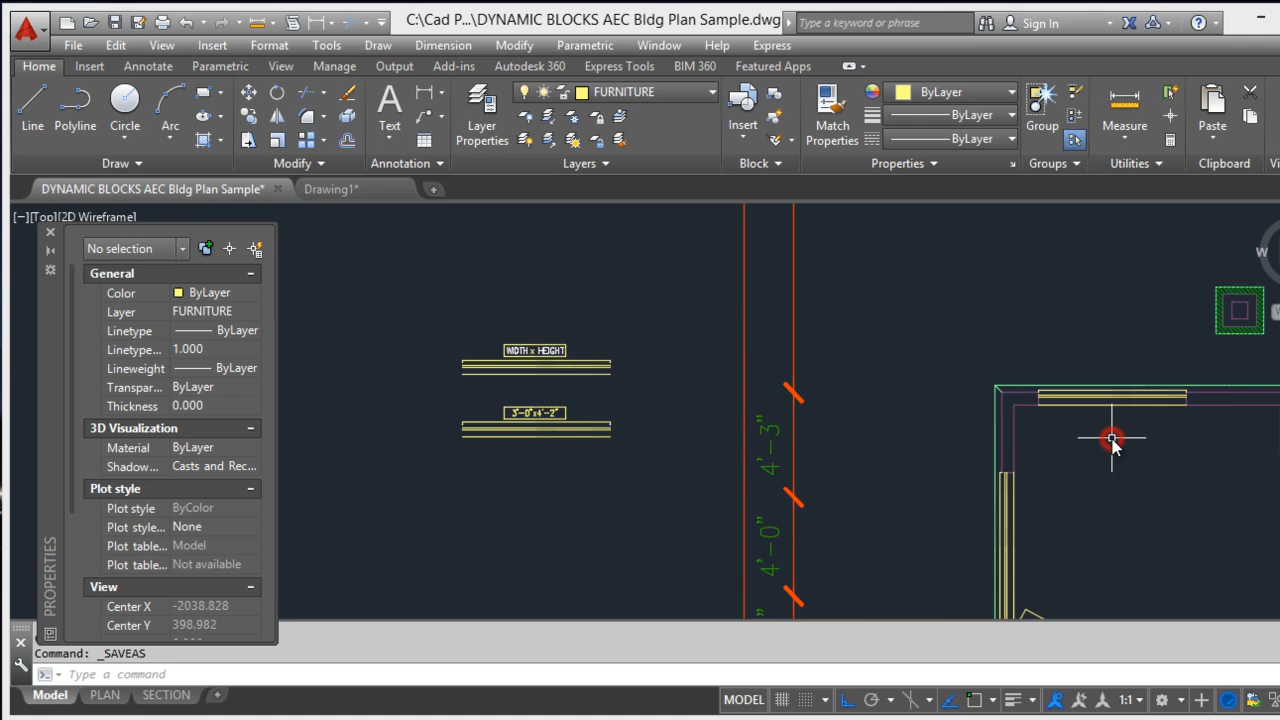 C:\Cad P...\DYNAMIC BLOCKS AEC Bldg Plan Sample.dwg
Type a keyword or phrase
Sign In
File Edit View Insert Format Tools Draw Dimension Modify Parametric Window Help Express
Home Insert Annotate Parametric View Manage Output Add-ins Autodesk 360 Express Tools BIM 360 Featured Apps
Line Polyline Circle Arc
Text
Layer Properties
FURNITURE
Insert
Match Properties
ByLayer
ByLayer
ByLayer
Group
Measure
Paste
Draw Modify Annotation Layers Block Properties Groups Utilities Clipboard
DYNAMIC BLOCKS AEC Bldg Plan Sample*
Drawing1*
[−][Top][2D Wireframe]
No selection
General
Color ByLayer
Layer FURNITURE
Linetype ByLayer
Linetype... 1.000
Lineweight ByLayer
Transpar... ByLayer
Thickness 0.000
3D Visualization
Material ByLayer
Shadow... Casts and Rec...
Plot style
Plot style ByColor
Plot style... None
Plot table... Model
Plot table... Not available
View
Center X -2038.828
Center Y 398.982
PROPERTIES
WIDTH x HEIGHT
3'-0"x4'-2"
4'-3"
4'-0"
W
Command: _SAVEAS
Type a command
Model PLAN SECTION
MODEL
1:1